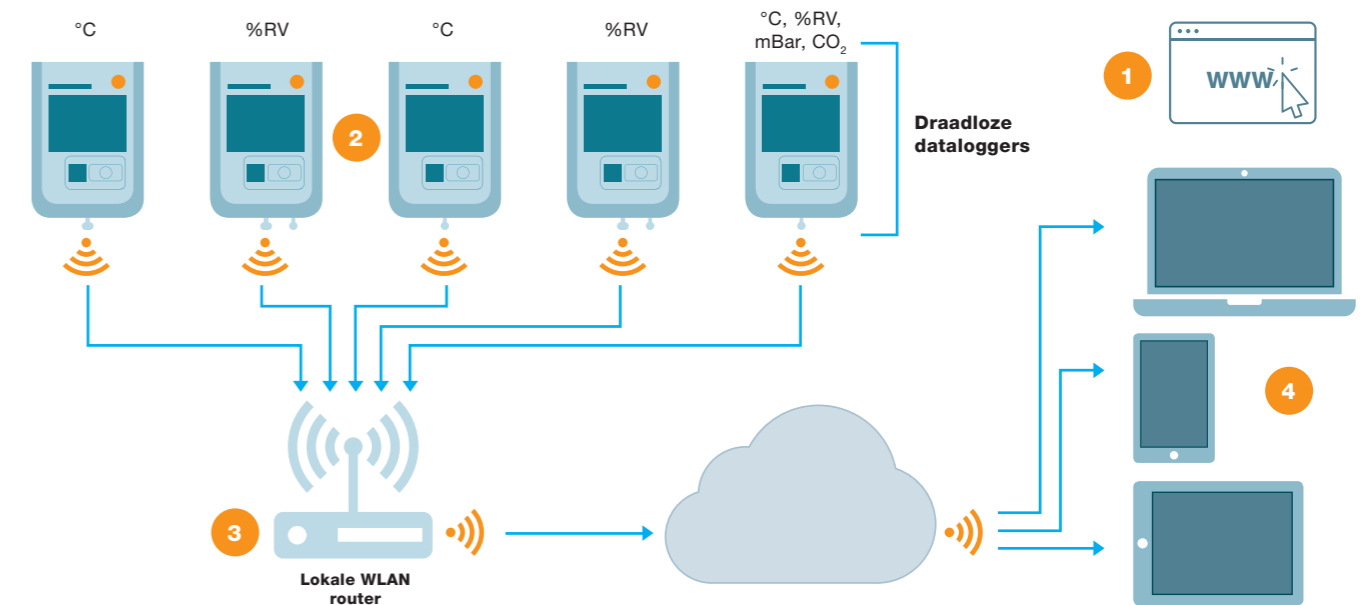 °C
%RV
°C
%RV
°C, %RV,
mBar, CO₂
1
www
2
Draadloze
dataloggers
4
3
Lokale WLAN
router